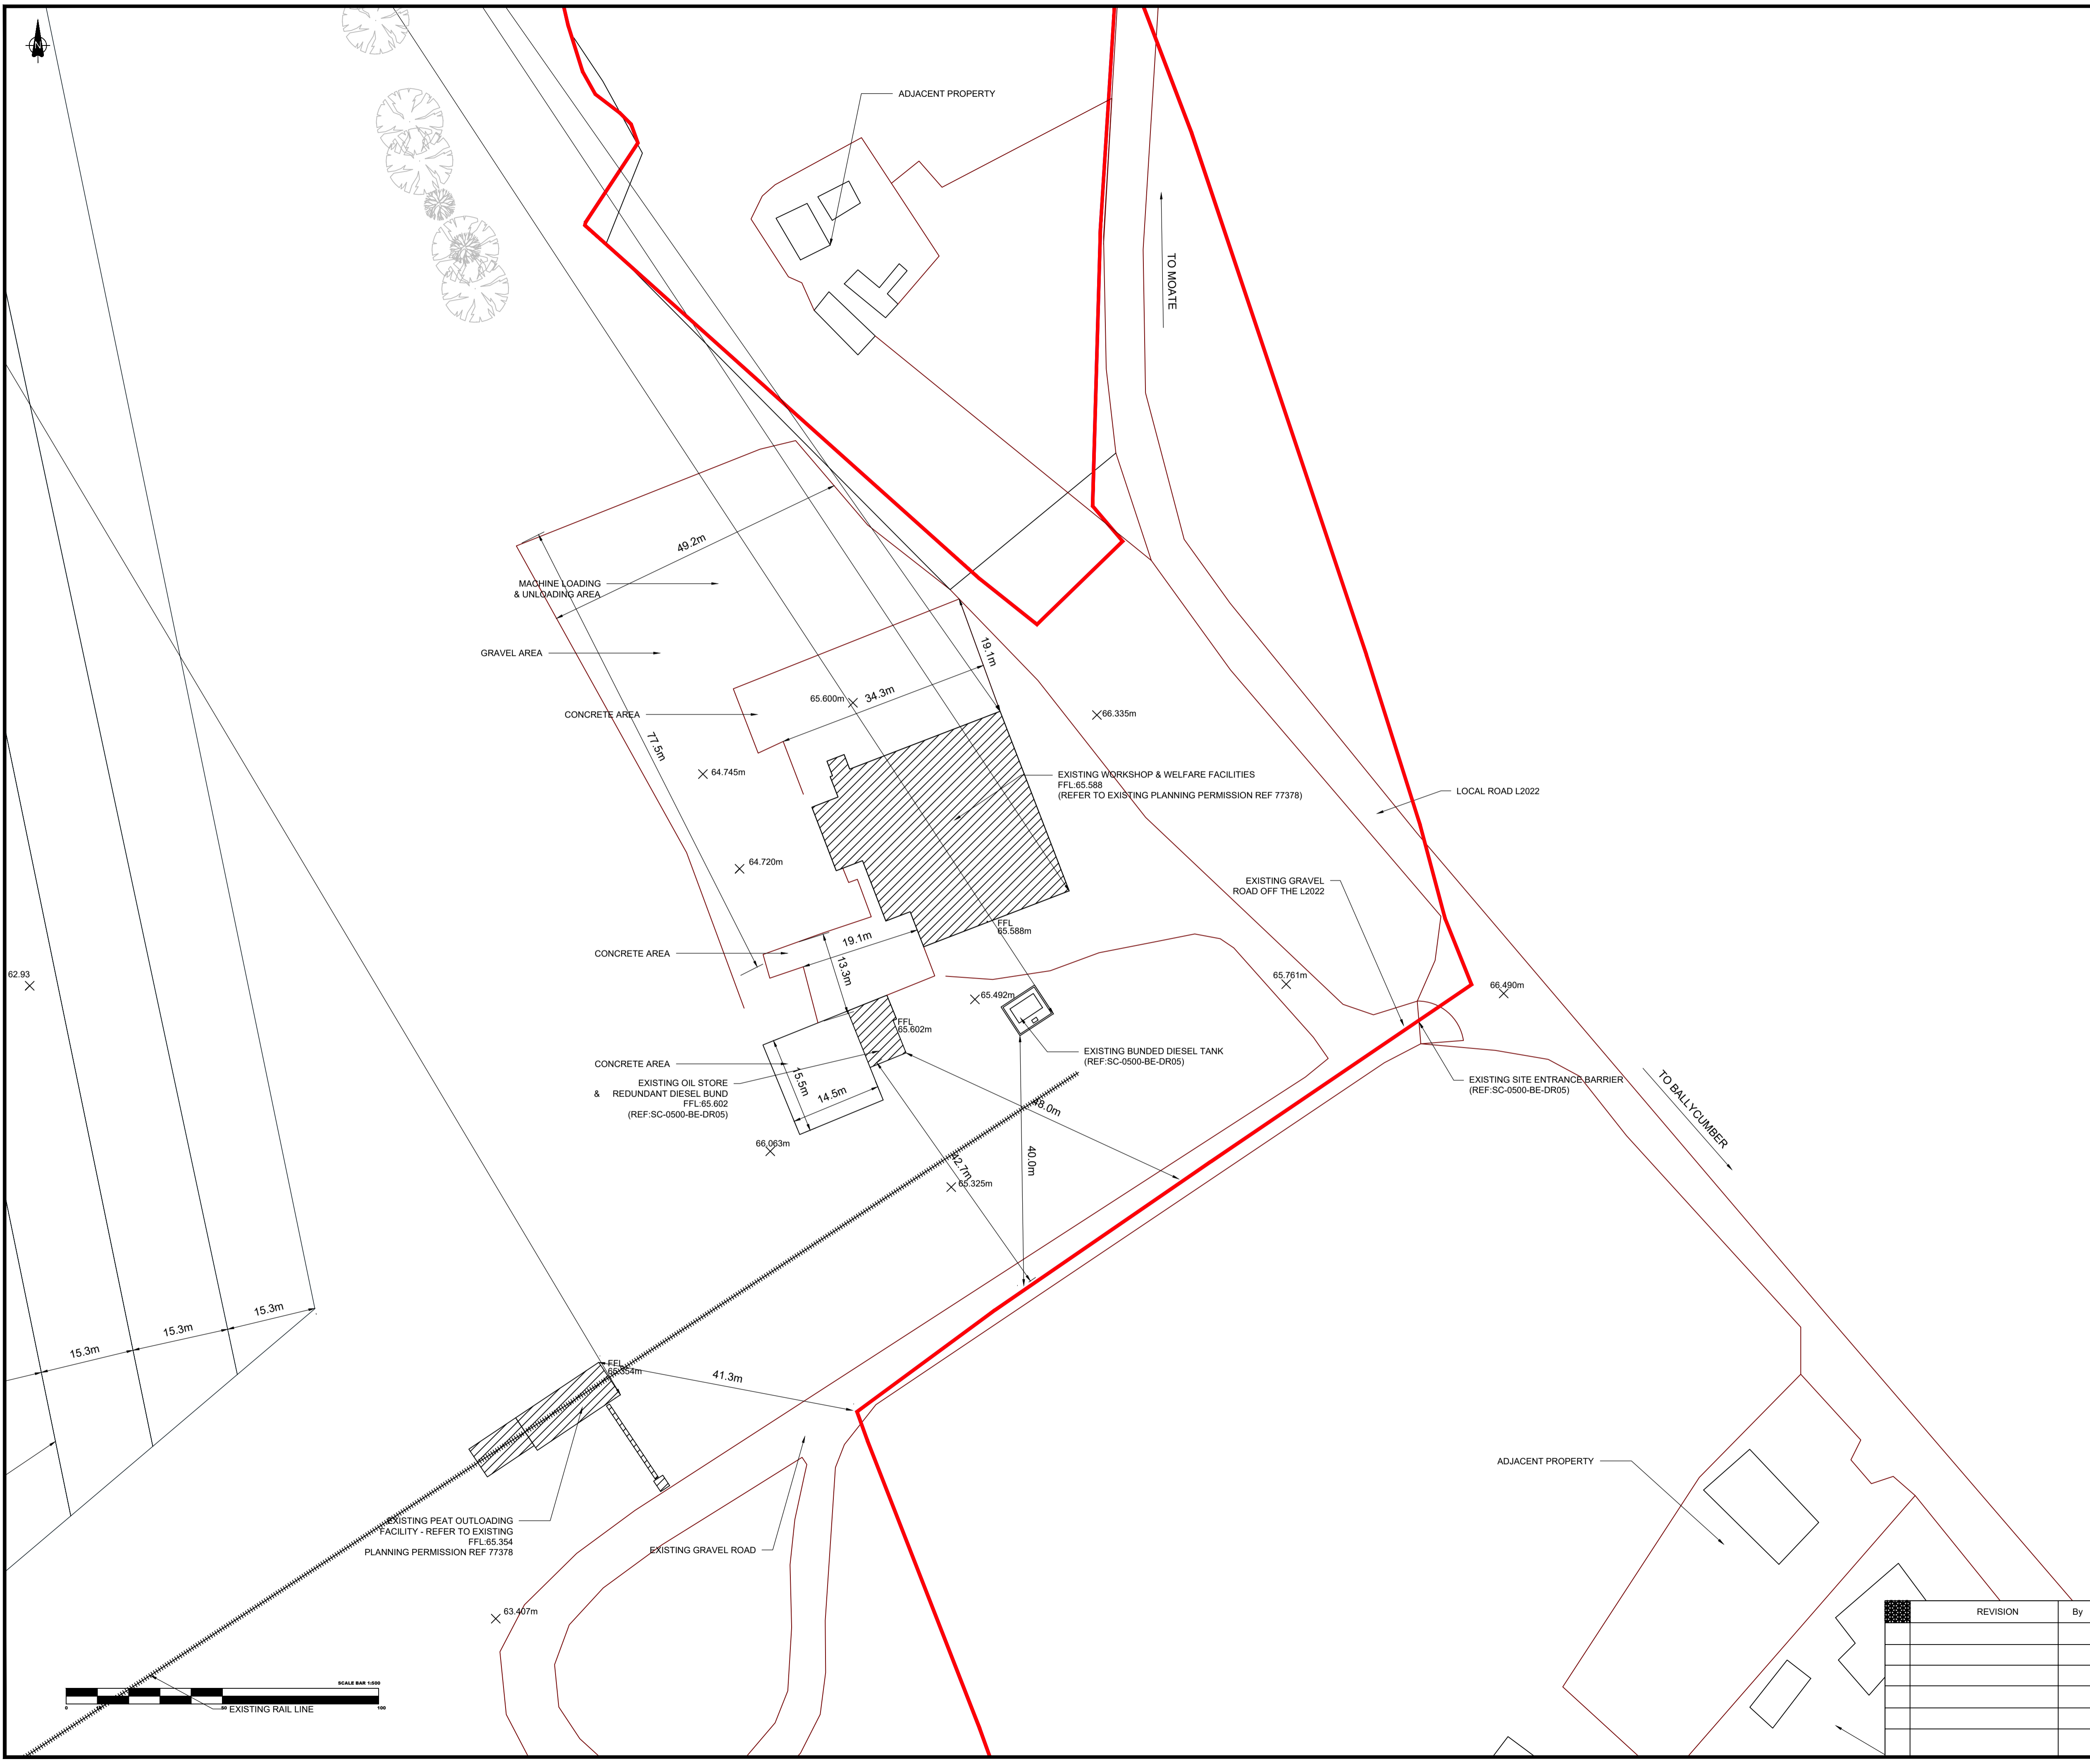 N
ADJACENT PROPERTY
TO MOATE
49.2m
MACHINE LOADING
& UNLOADING AREA
GRAVEL AREA
19.1m
65.600m
34.3m
CONCRETE AREA
66.335m
77.5m
64.745m
EXISTING WORKSHOP & WELFARE FACILITIES
FFL:65.588
(REFER TO EXISTING PLANNING PERMISSION REF 77378)
LOCAL ROAD L2022
64.720m
EXISTING GRAVEL
ROAD OFF THE L2022
FFL
65.588m
19.1m
CONCRETE AREA
13.3m
62.93
65.761m
66.490m
65.492m
FFL
65.602m
D
EXISTING BUNDED DIESEL TANK
(REF:SC-0500-BE-DR05)
CONCRETE AREA
EXISTING OIL STORE
& REDUNDANT DIESEL BUND
FFL:65.602
(REF:SC-0500-BE-DR05)
15.5m
14.5m
EXISTING SITE ENTRANCE BARRIER
(REF:SC-0500-BE-DR05)
TO BALLYCUMBER
48.0m
66.063m
42.7m
40.0m
65.325m
15.3m
15.3m
15.3m
FFL
65.354m
41.3m
ADJACENT PROPERTY
EXISTING PEAT OUTLOADING
FACILITY - REFER TO EXISTING
FFL:65.354
PLANNING PERMISSION REF 77378
EXISTING GRAVEL ROAD
63.407m
REVISION
By
SCALE BAR 1:500
0
50
100
EXISTING RAIL LINE